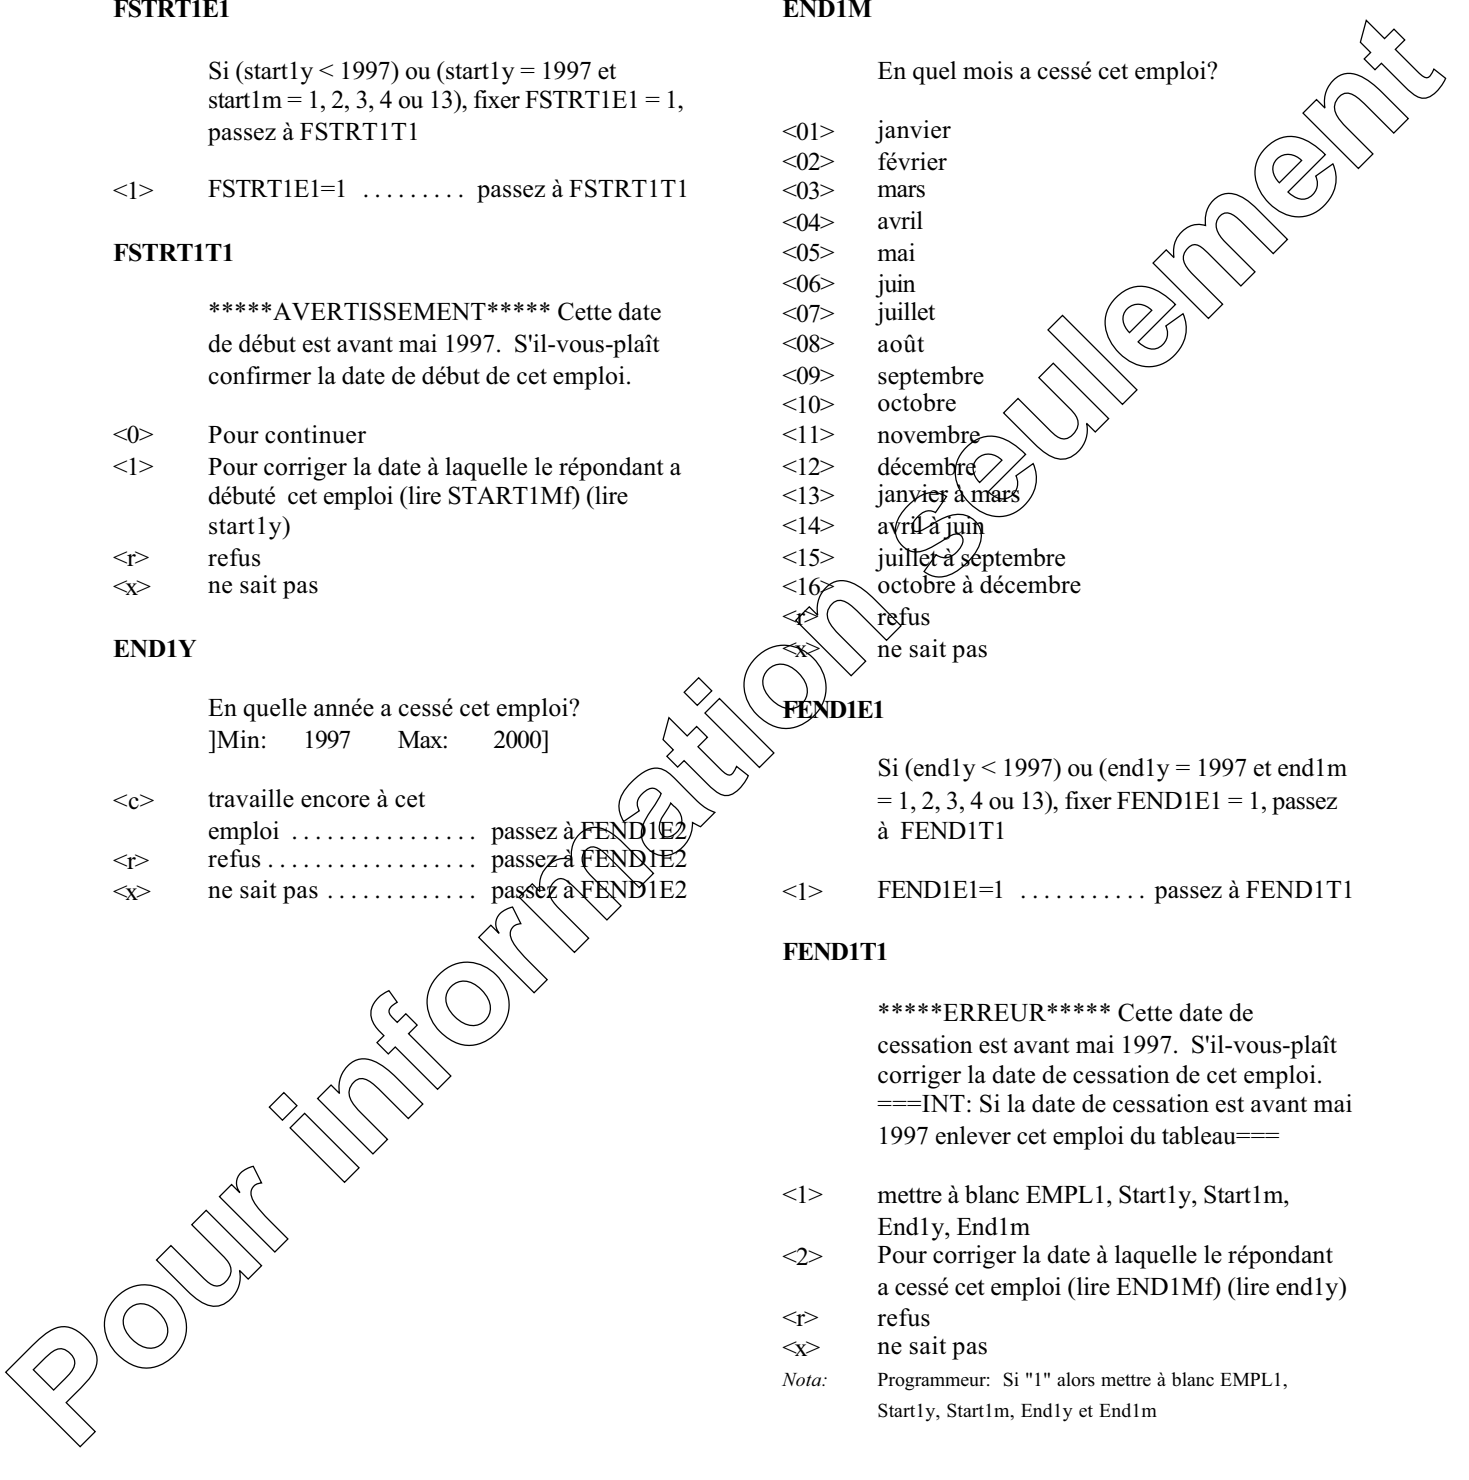 FSTRT1E1
Si (start1y < 1997) ou (start1y = 1997 et
start1m = 1, 2, 3, 4 ou 13), fixer FSTRT1E1 = 1,
passez à FSTRT1T1
<1> FSTRT1E1=1 ......... passez à FSTRT1T1
FSTRT1T1
*****AVERTISSEMENT***** Cette date
de début est avant mai 1997. S'il-vous-plaît
confirmer la date de début de cet emploi.
<0> Pour continuer
<1> Pour corriger la date à laquelle le répondant a
débuté cet emploi (lire START1Mf) (lire
start1y)
<r> refus
<x> ne sait pas
END1Y
En quelle année a cessé cet emploi?
]Min: 1997 Max: 2000]
<c> travaille encore à cet
emploi ................ passez à FEND1E2
<r> refus .................. passez à FEND1E2
<x> ne sait pas ............. passez à FEND1E2
END1M
En quel mois a cessé cet emploi?
<01> janvier
<02> février
<03> mars
<04> avril
<05> mai
<06> juin
<07> juillet
<08> août
<09> septembre
<10> octobre
<11> novembre
<12> décembre
<13> janvier à mars
<14> avril à juin
<15> juillet à septembre
<16> octobre à décembre
<r> refus
<x> ne sait pas
FEND1E1
Si (end1y < 1997) ou (end1y = 1997 et end1m
= 1, 2, 3, 4 ou 13), fixer FEND1E1 = 1, passez
à FEND1T1
<1> FEND1E1=1 ........... passez à FEND1T1
FEND1T1
*****ERREUR***** Cette date de
cessation est avant mai 1997. S'il-vous-plaît
corriger la date de cessation de cet emploi.
===INT: Si la date de cessation est avant mai
1997 enlever cet emploi du tableau===
<1> mettre à blanc EMPL1, Start1y, Start1m,
End1y, End1m
<2> Pour corriger la date à laquelle le répondant
a cessé cet emploi (lire END1Mf) (lire end1y)
<r> refus
<x> ne sait pas
Nota: Programmeur: Si "1" alors mettre à blanc EMPL1,
Start1y, Start1m, End1y et End1m
Pour information seulement